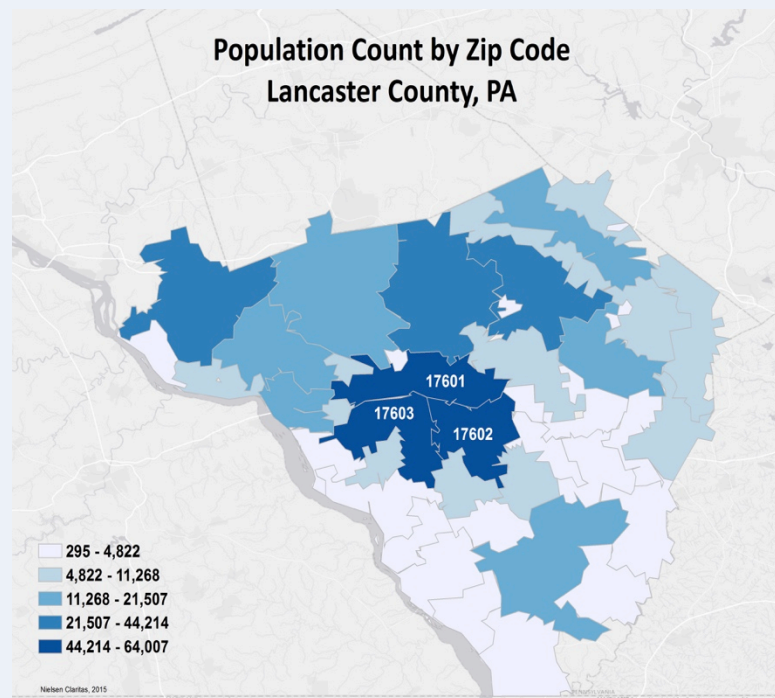 Population Count by Zip Code
Lancaster County, PA
17601
17603
17602
295 - 4,822
4,822 - 11,268
11,268 - 21,507
21,507 - 44,214
44,214 - 64,007
Nielsen Claritas, 2015